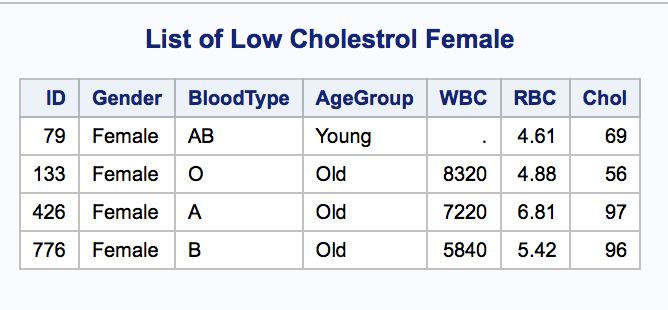 List of Low Cholestrol Female
ID Gender BloodType AgeGroup WBC RBC Chol
79 Female AB Young . 4.61 69
133 Female O Old 8320 4.88 56
426 Female A Old 7220 6.81 97
776 Female B Old 5840 5.42 96